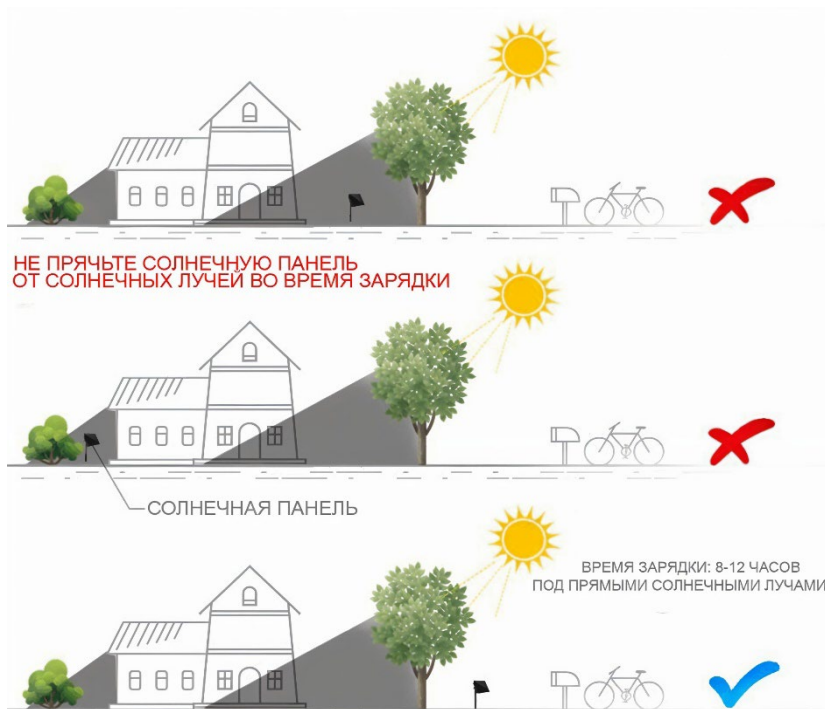 НЕ ПРЯЧЬТЕ СОЛНЕЧНУЮ ПАНЕЛЬ
ОТ СОЛНЕЧНЫХ ЛУЧЕЙ ВО ВРЕМЯ ЗАРЯДКИ
СОЛНЕЧНАЯ ПАНЕЛЬ
ВРЕМЯ ЗАРЯДКИ: 8-12 ЧАСОВ
ПОД ПРЯМЫМИ СОЛНЕЧНЫМИ ЛУЧАМИ